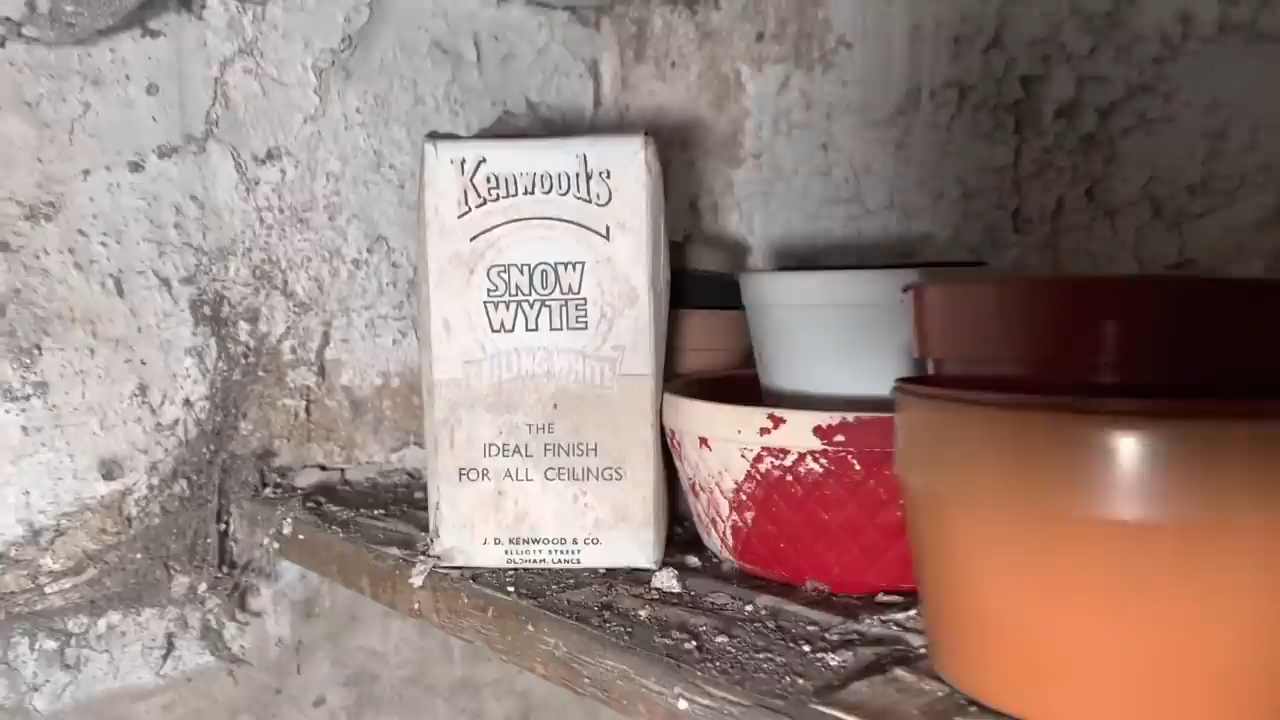 Kenwood's
SNOW
WYTE
THE
IDEAL FINISH
FOR ALL CEILINGS
J. D. KENWOOD & CO.
ELLIOTT STREET
OLDHAM, LANCS